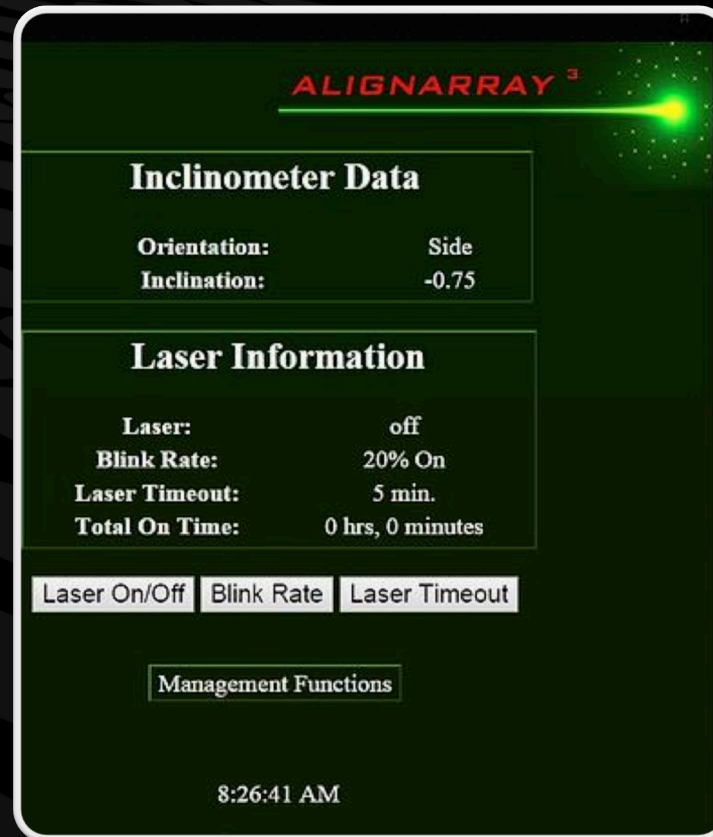 ALIGNARRAY ³
Inclinometer Data
Orientation: Side
Inclination: -0.75
Laser Information
Laser: off
Blink Rate: 20% On
Laser Timeout: 5 min.
Total On Time: 0 hrs, 0 minutes
Laser On/Off Blink Rate Laser Timeout
Management Functions
8:26:41 AM